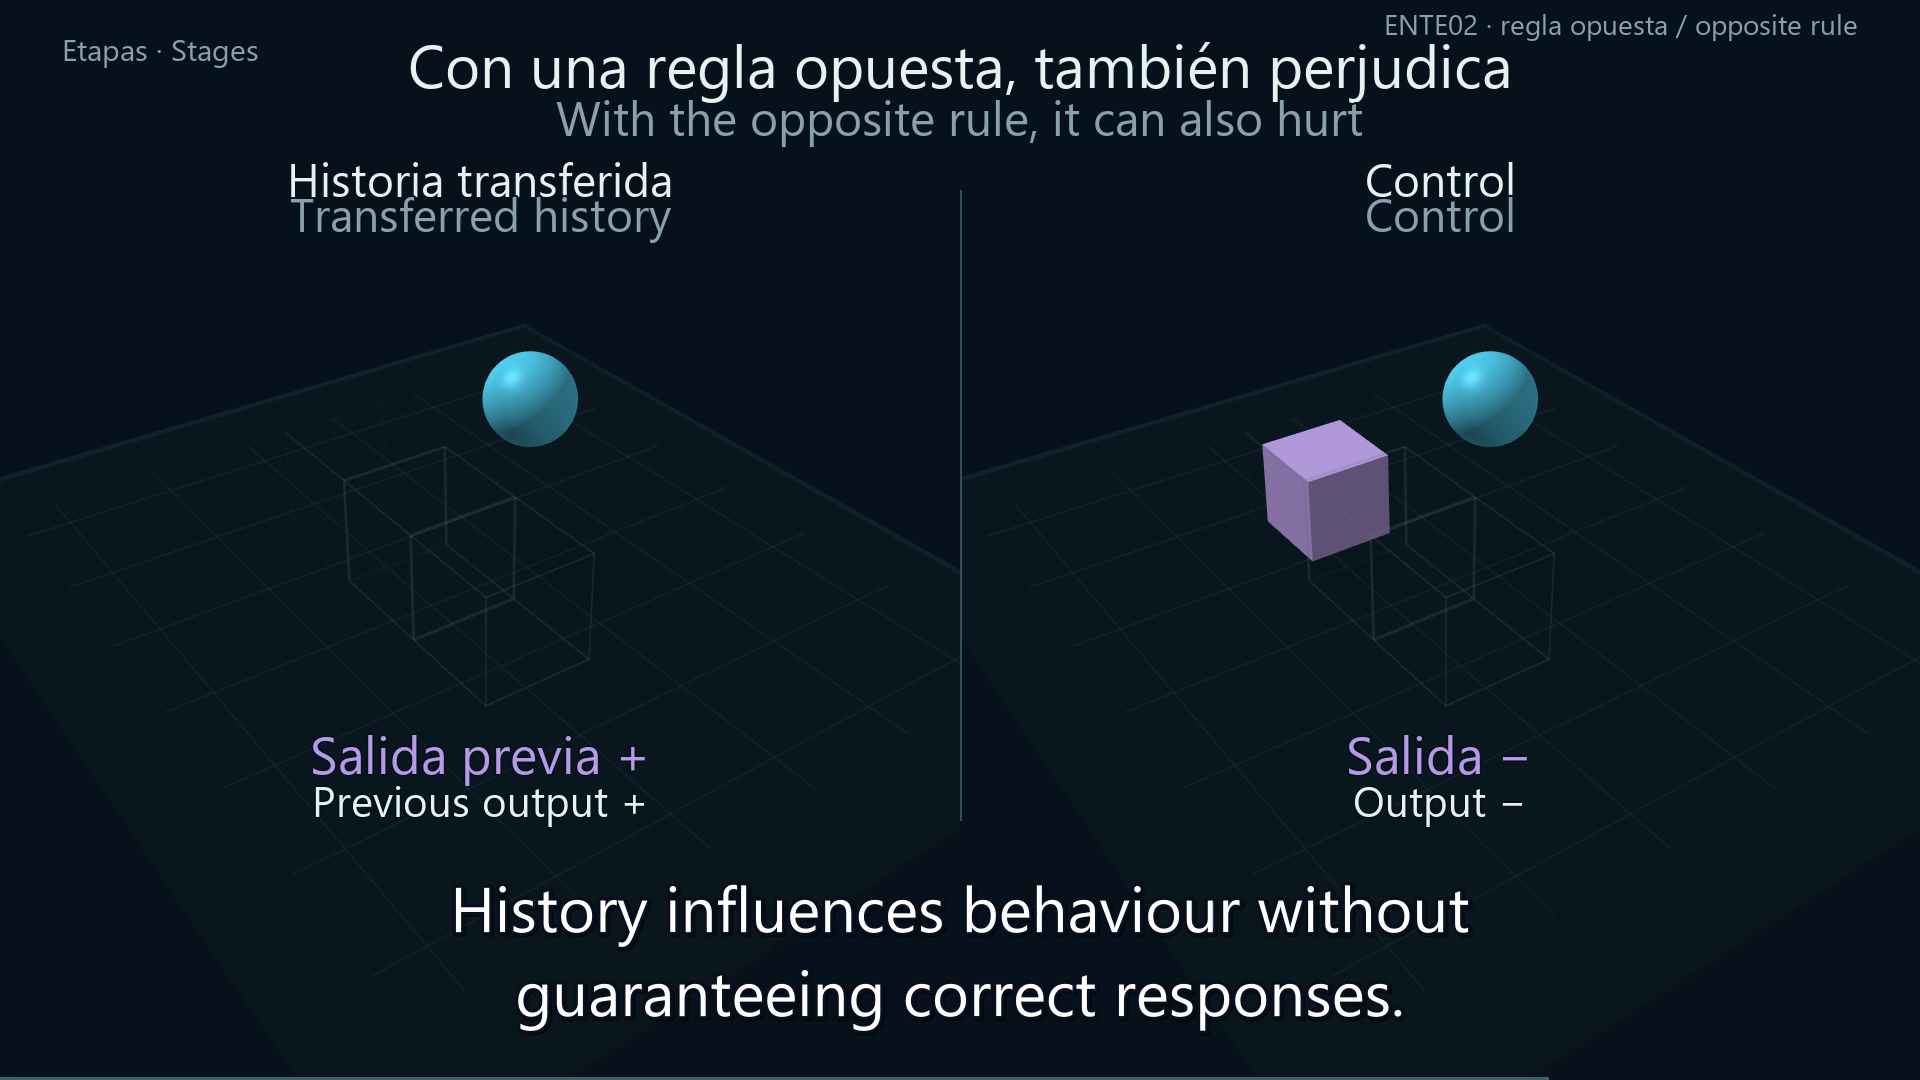 Etapas · Stages
ENTE02 · regla opuesta / opposite rule
Con una regla opuesta, también perjudica
With the opposite rule, it can also hurt
Historia transferida
Transferred history
Control
Control
Salida previa +
Previous output +
Salida −
Output −
History influences behaviour without
guaranteeing correct responses.